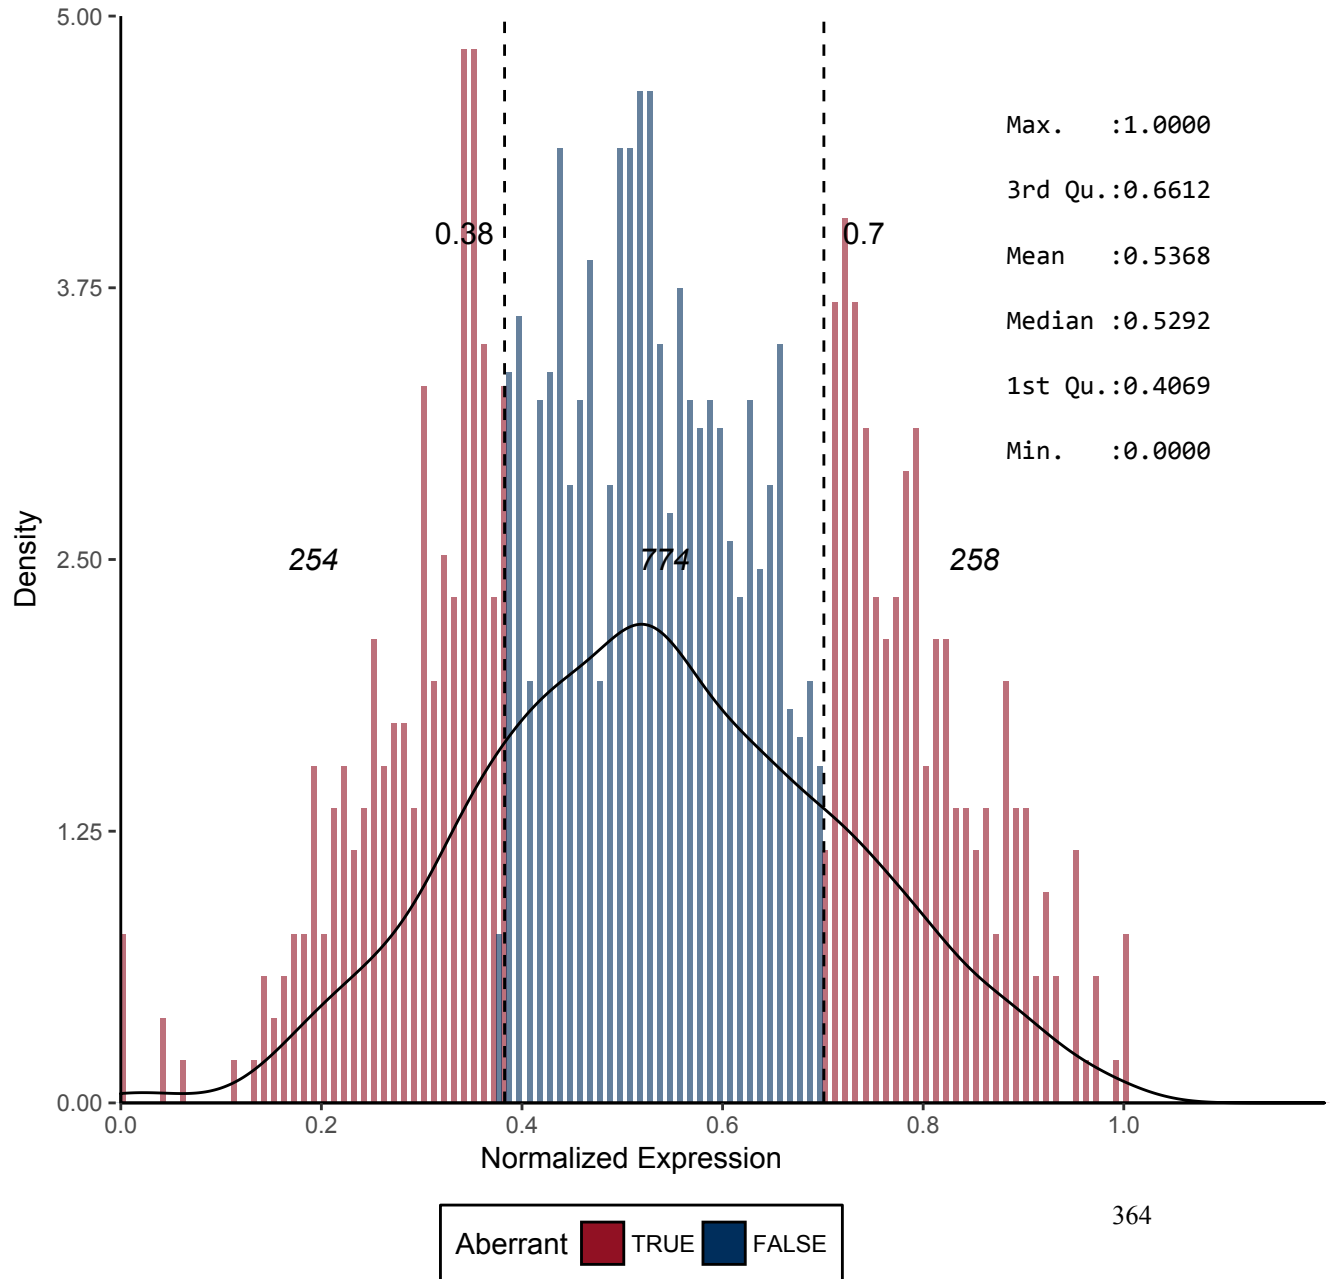 5.00
3.75
2.50
1.25
0.00
Density
0.38
0.7
254
774
258
Max.   :1.0000
3rd Qu.:0.6612
Mean   :0.5368
Median :0.5292
1st Qu.:0.4069
Min.   :0.0000
0.0 0.2 0.4 0.6 0.8 1.0
Normalized Expression
364
Aberrant TRUE FALSE